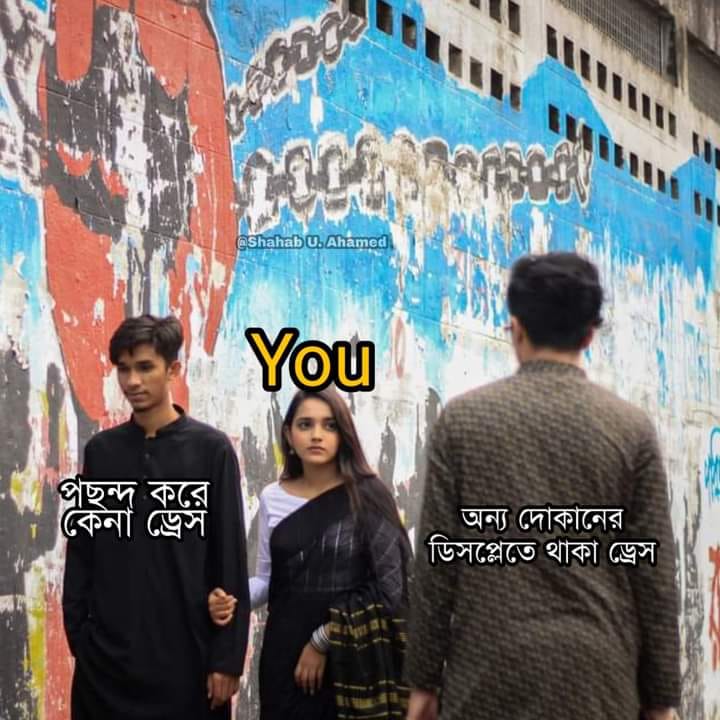 @Shahab U. Ahamed
You
পছন্দ করে
কেনা ড্রেস
অন্য দোকানের
ডিসপ্লেতে থাকা ড্রেস